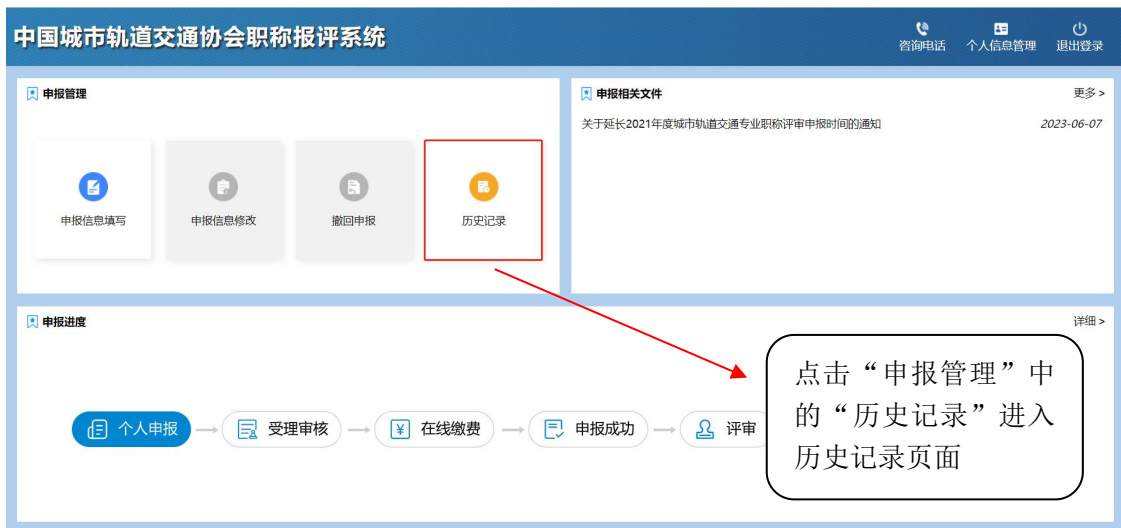 中国城市轨道交通协会职称报评系统
咨询电话 个人信息管理 退出登录
申报管理
申报信息填写 申报信息修改 撤回申报 历史记录
申报相关文件 更多 >
关于延长2021年度城市轨道交通专业职称评审申报时间的通知 2023-06-07
申报进度 详细 >
个人申报 受理审核 在线缴费 申报成功 评审
点击“申报管理”中
的“历史记录”进入
历史记录页面